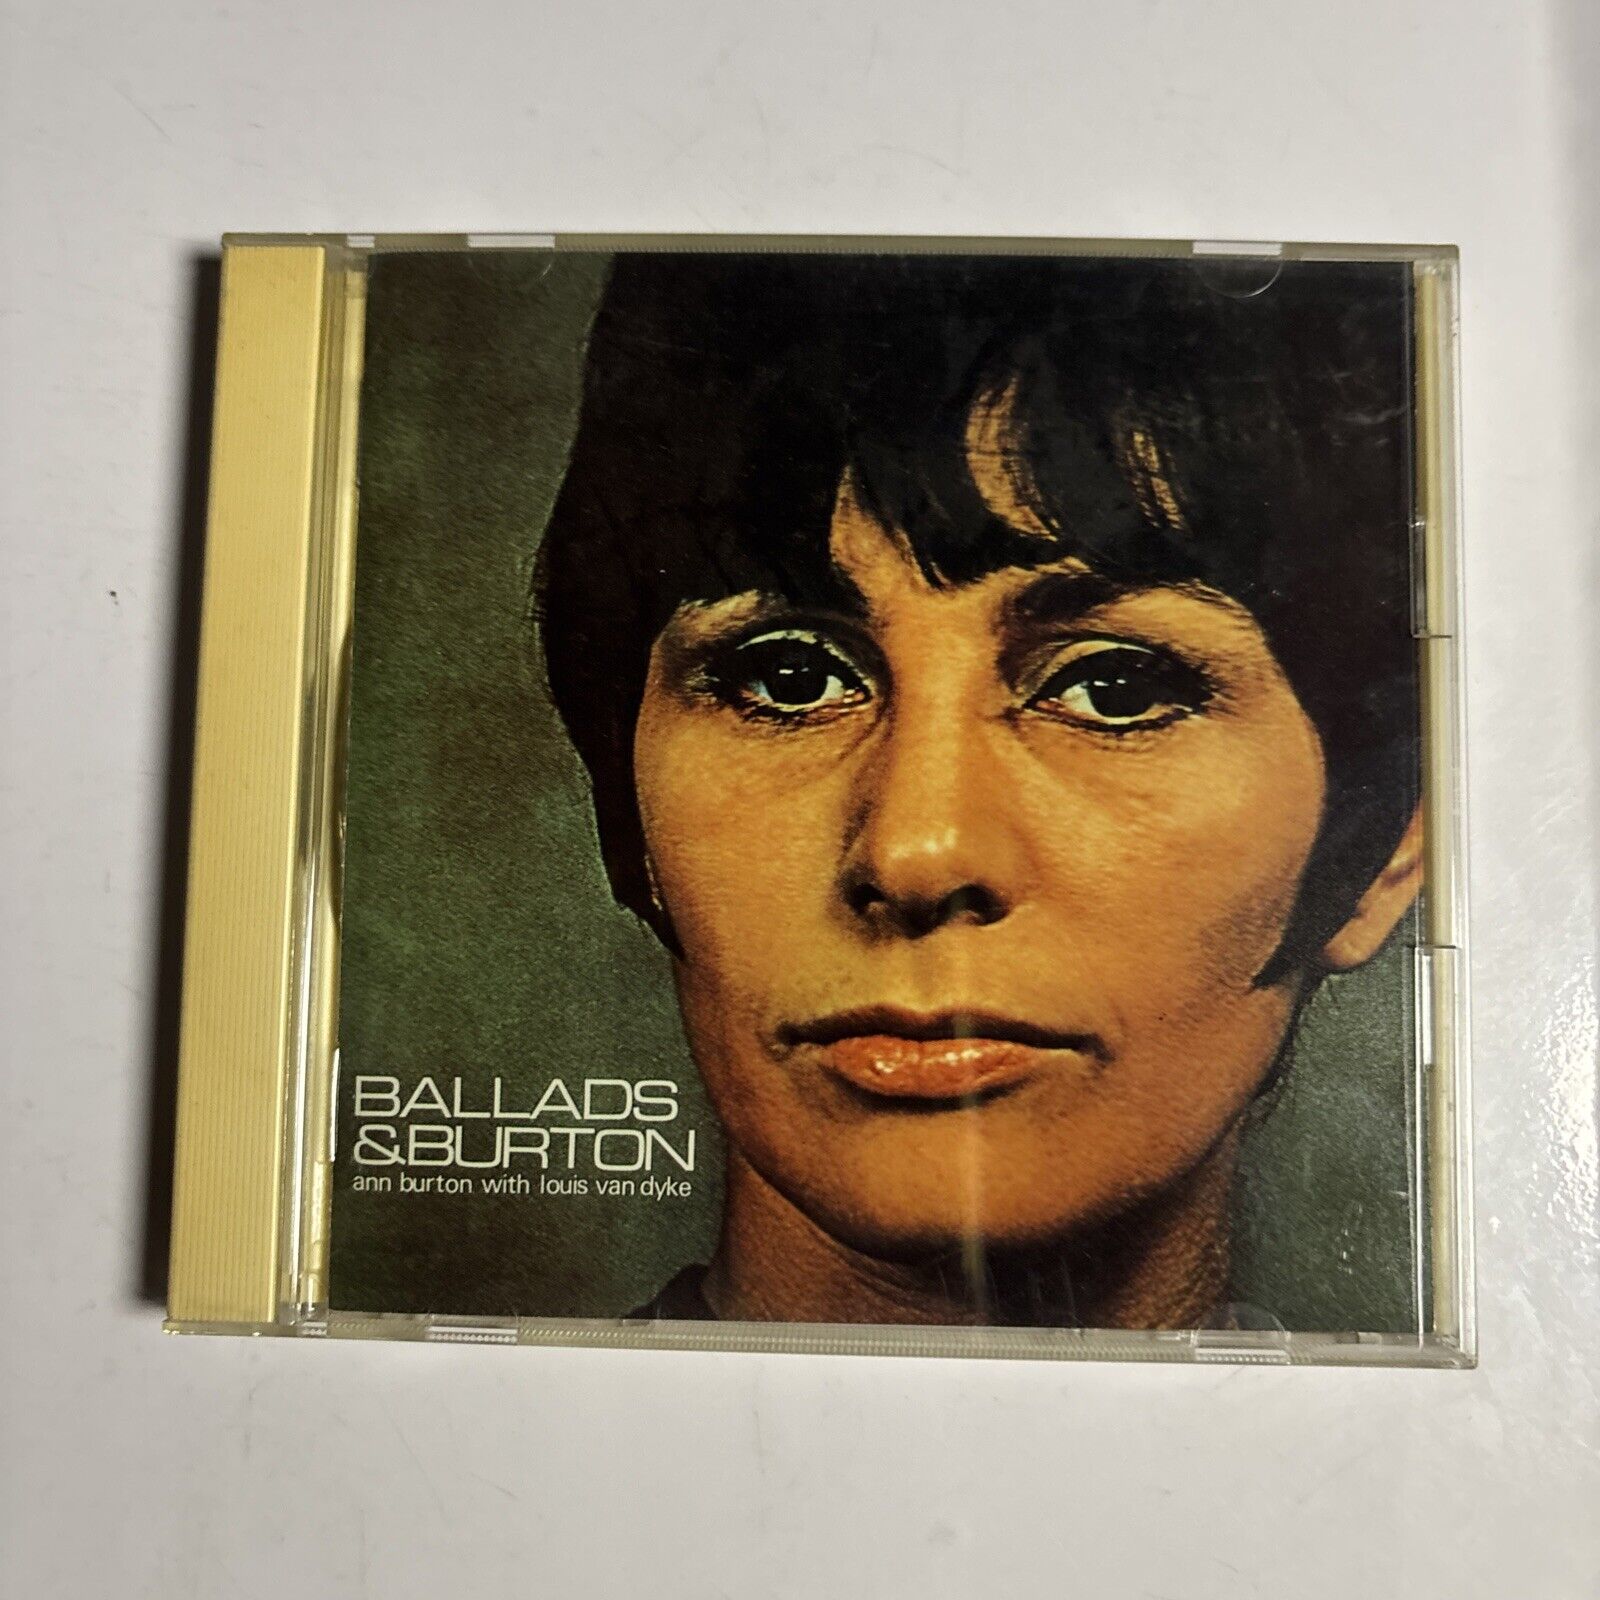 BALLADS
&BURTON
ann burton with louis van dyke